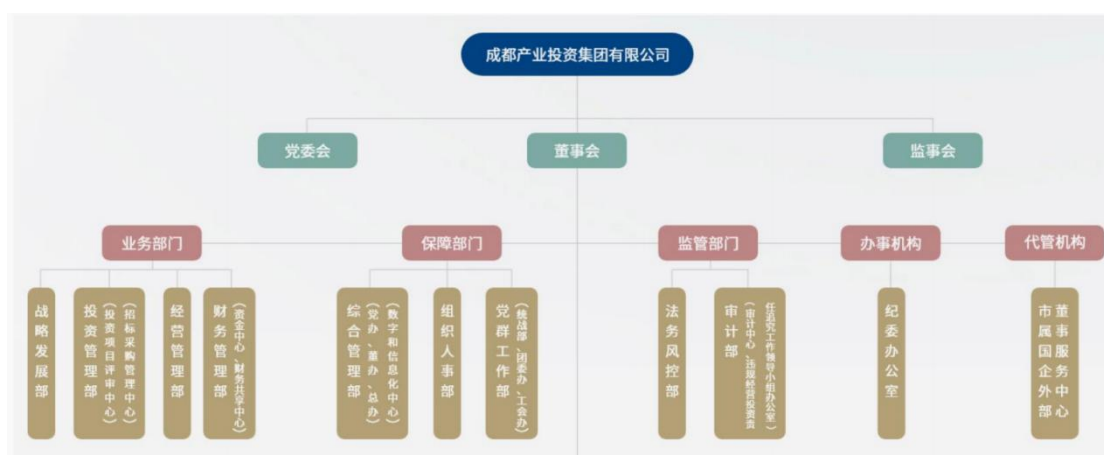 成都产业投资集团有限公司
党委会
董事会
监事会
业务部门
保障部门
监管部门
办事机构
代管机构
战略发展部
投资管理部
(投资项目评审中心)
(招标采购管理中心)
经营管理部
财务管理部
(资金中心、财务共享中心)
综合管理部
(党办、董办、总办)
(数字和信息化中心)
组织人事部
党群工作部
(统战部、团委办、工会办)
法务风控部
审计部
(审计中心、违规经营投资责
任追究工作领导小组办公室)
纪委办公室
市属国企外部
董事服务中心